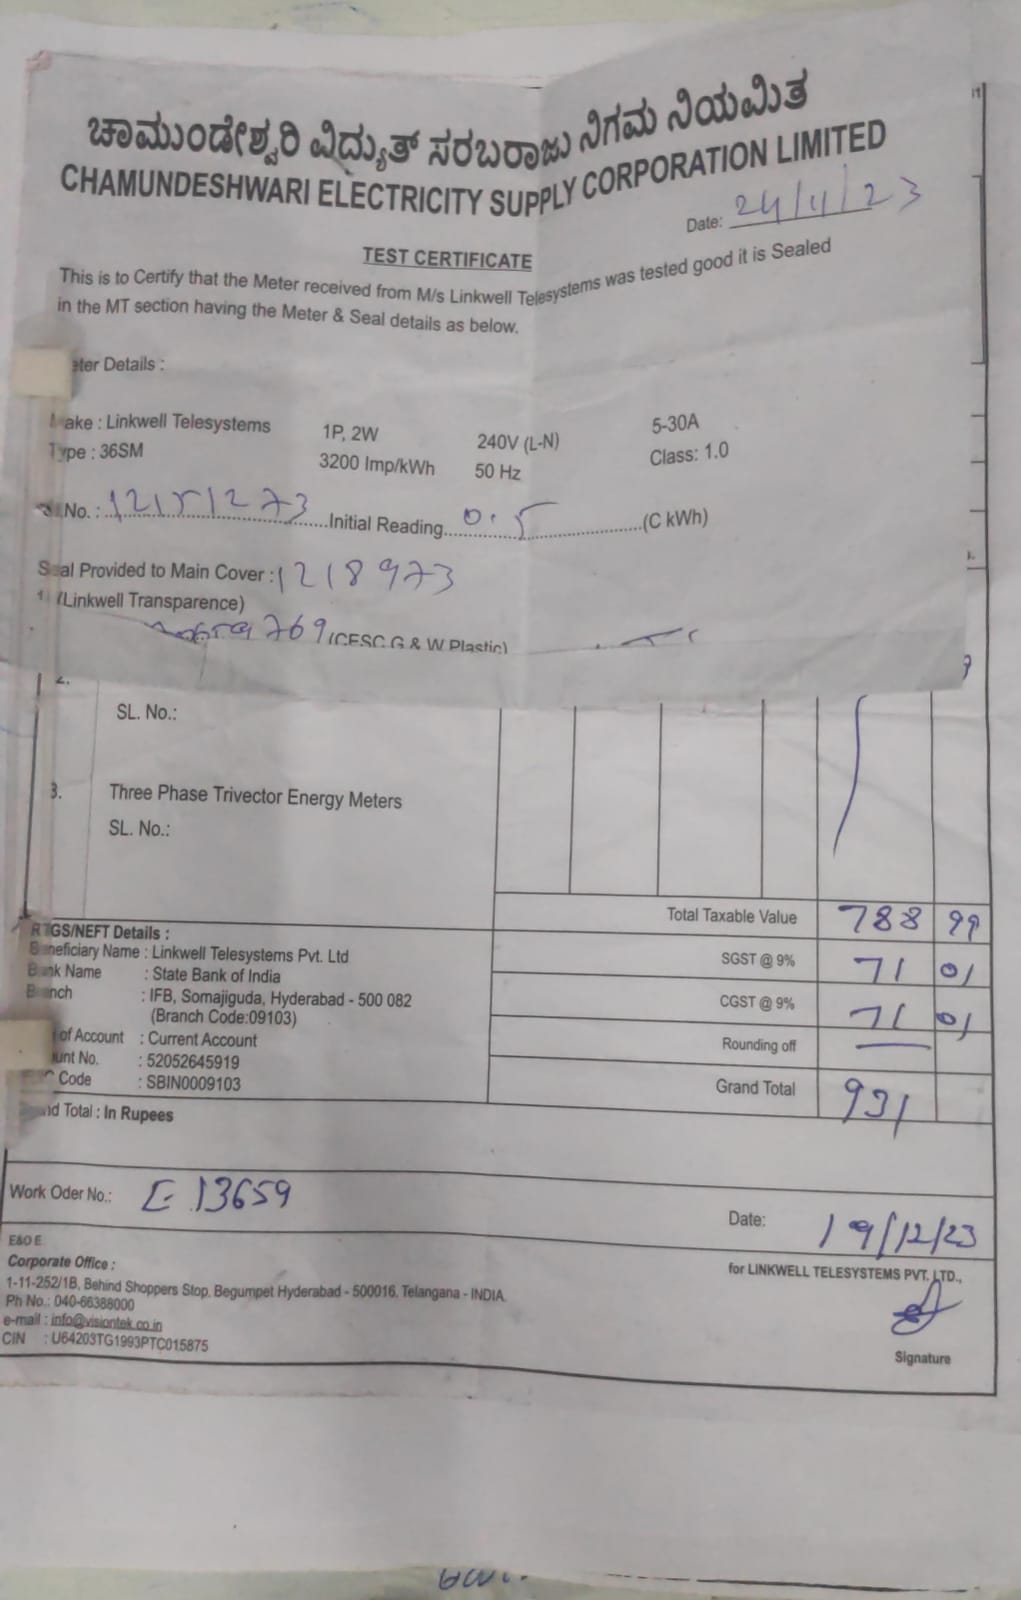 ಚಾಮುಂಡೇಶ್ವರಿ ವಿದ್ಯುತ್ ಸರಬರಾಜು ನಿಗಮ ನಿಯಮಿತ
CHAMUNDESHWARI ELECTRICITY SUPPLY CORPORATION LIMITED
Date: 24/11/23
TEST CERTIFICATE
This is to Certify that the Meter received from M/s Linkwell Telesystems was tested good it is Sealed
in the MT section having the Meter & Seal details as below.
Details :
Make : Linkwell Telesystems 1P, 2W 240V (L-N) 5-30A
Type : 36SM 3200 Imp/kWh 50 Hz Class: 1.0
No. : 12151273 Initial Reading 0.5 (C kWh)
Seal Provided to Main Cover : 1218973
1 (Linkwell Transparence)
769 (CESC G & W Plastic)
2.
SL. No.:
3. Three Phase Trivector Energy Meters
SL. No.:
Total Taxable Value 788 99
RTGS/NEFT Details :
Beneficiary Name : Linkwell Telesystems Pvt. Ltd SGST @ 9% 71 01
Bank Name : State Bank of India
Branch : IFB, Somajiguda, Hyderabad - 500 082 CGST @ 9% 71 01
(Branch Code:09103)
of Account : Current Account Rounding off
No. : 52052645919
Code : SBIN0009103 Grand Total 931
Total : In Rupees
Work Oder No.: E 13659
Date: 19/12/23
E&O E
Corporate Office : for LINKWELL TELESYSTEMS PVT. LTD.,
1-11-252/1B, Behind Shoppers Stop, Begumpet Hyderabad - 500016, Telangana - INDIA.
Ph No.: 040-66388000
e-mail : info@visiontek.co.in
CIN : U64203TG1993PTC015875
Signature